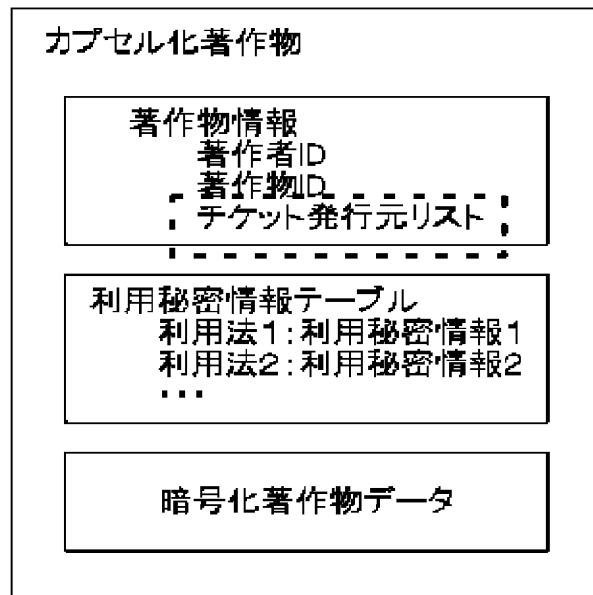 カプセル化著作物
著作物情報
著作者ID
著作物ID
チケット発行元リスト
利用秘密情報テーブル
利用法1:利用秘密情報1
利用法2:利用秘密情報2
・・・
暗号化著作物データ